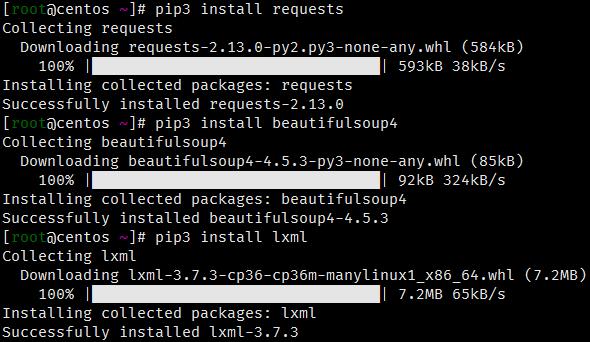 [root@centos ~]# pip3 install requests
Collecting requests
  Downloading requests-2.13.0-py2.py3-none-any.whl (584kB)
    100% |████████████████████████████████| 593kB 38kB/s
Installing collected packages: requests
Successfully installed requests-2.13.0
[root@centos ~]# pip3 install beautifulsoup4
Collecting beautifulsoup4
  Downloading beautifulsoup4-4.5.3-py3-none-any.whl (85kB)
    100% |████████████████████████████████| 92kB 324kB/s
Installing collected packages: beautifulsoup4
Successfully installed beautifulsoup4-4.5.3
[root@centos ~]# pip3 install lxml
Collecting lxml
  Downloading lxml-3.7.3-cp36-cp36m-manylinux1_x86_64.whl (7.2MB)
    100% |████████████████████████████████| 7.2MB 65kB/s
Installing collected packages: lxml
Successfully installed lxml-3.7.3